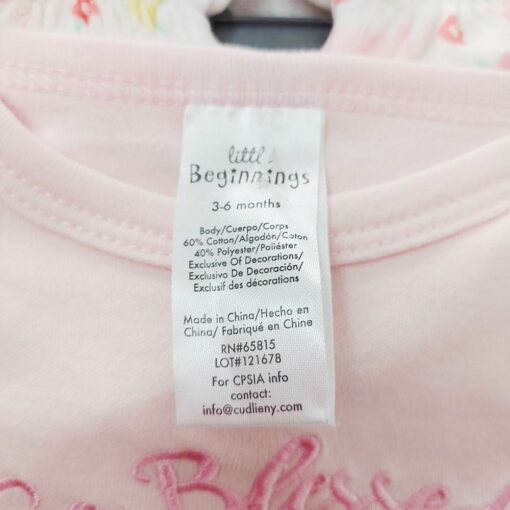 little
Beginnings
3-6 months
Body/Cuerpo/Corps
60% Cotton/Algodón/Coton
40% Polyester/Poliéster
Exclusive Of Decorations/
Exclusivo De Decoración/
Exclusif des décorations
Made in China/Hecho en
China/ Fabriqué en Chine
RN#65815
LOT#121678
For CPSIA info
contact:
info@cudlieny.com